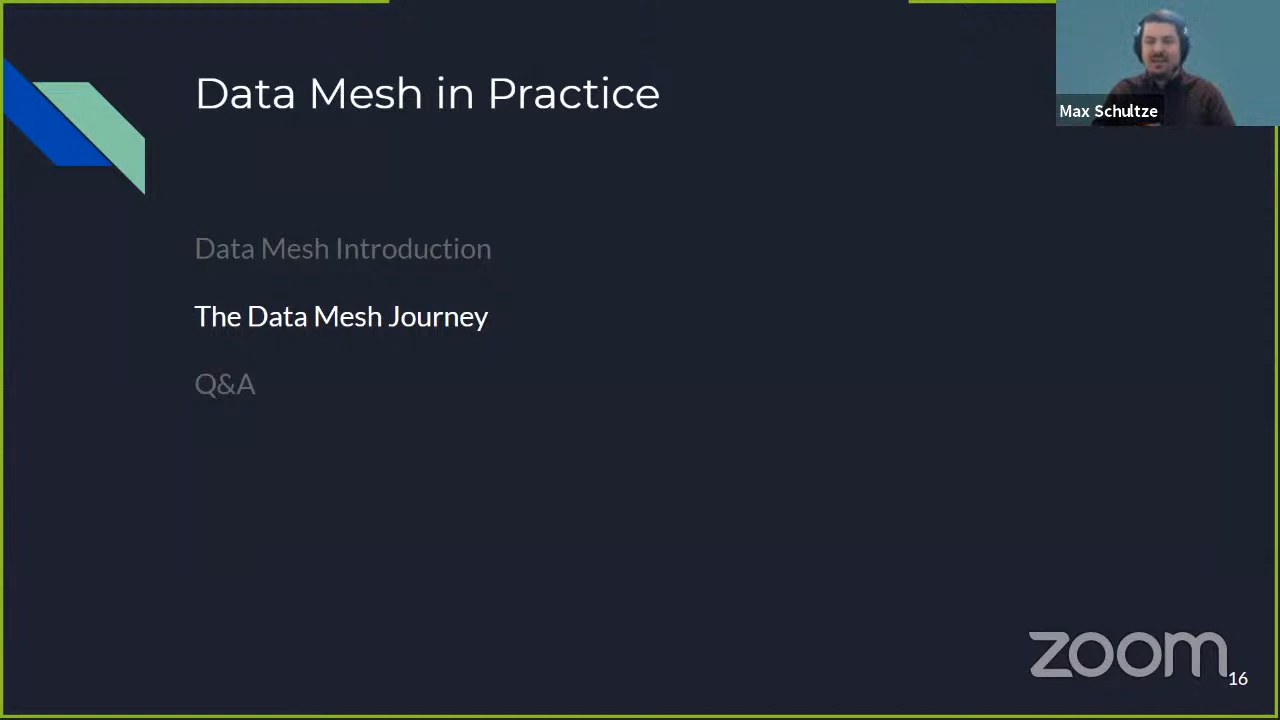 Data Mesh in Practice
Max Schultze
Data Mesh Introduction
The Data Mesh Journey
Q&A
zoom
16